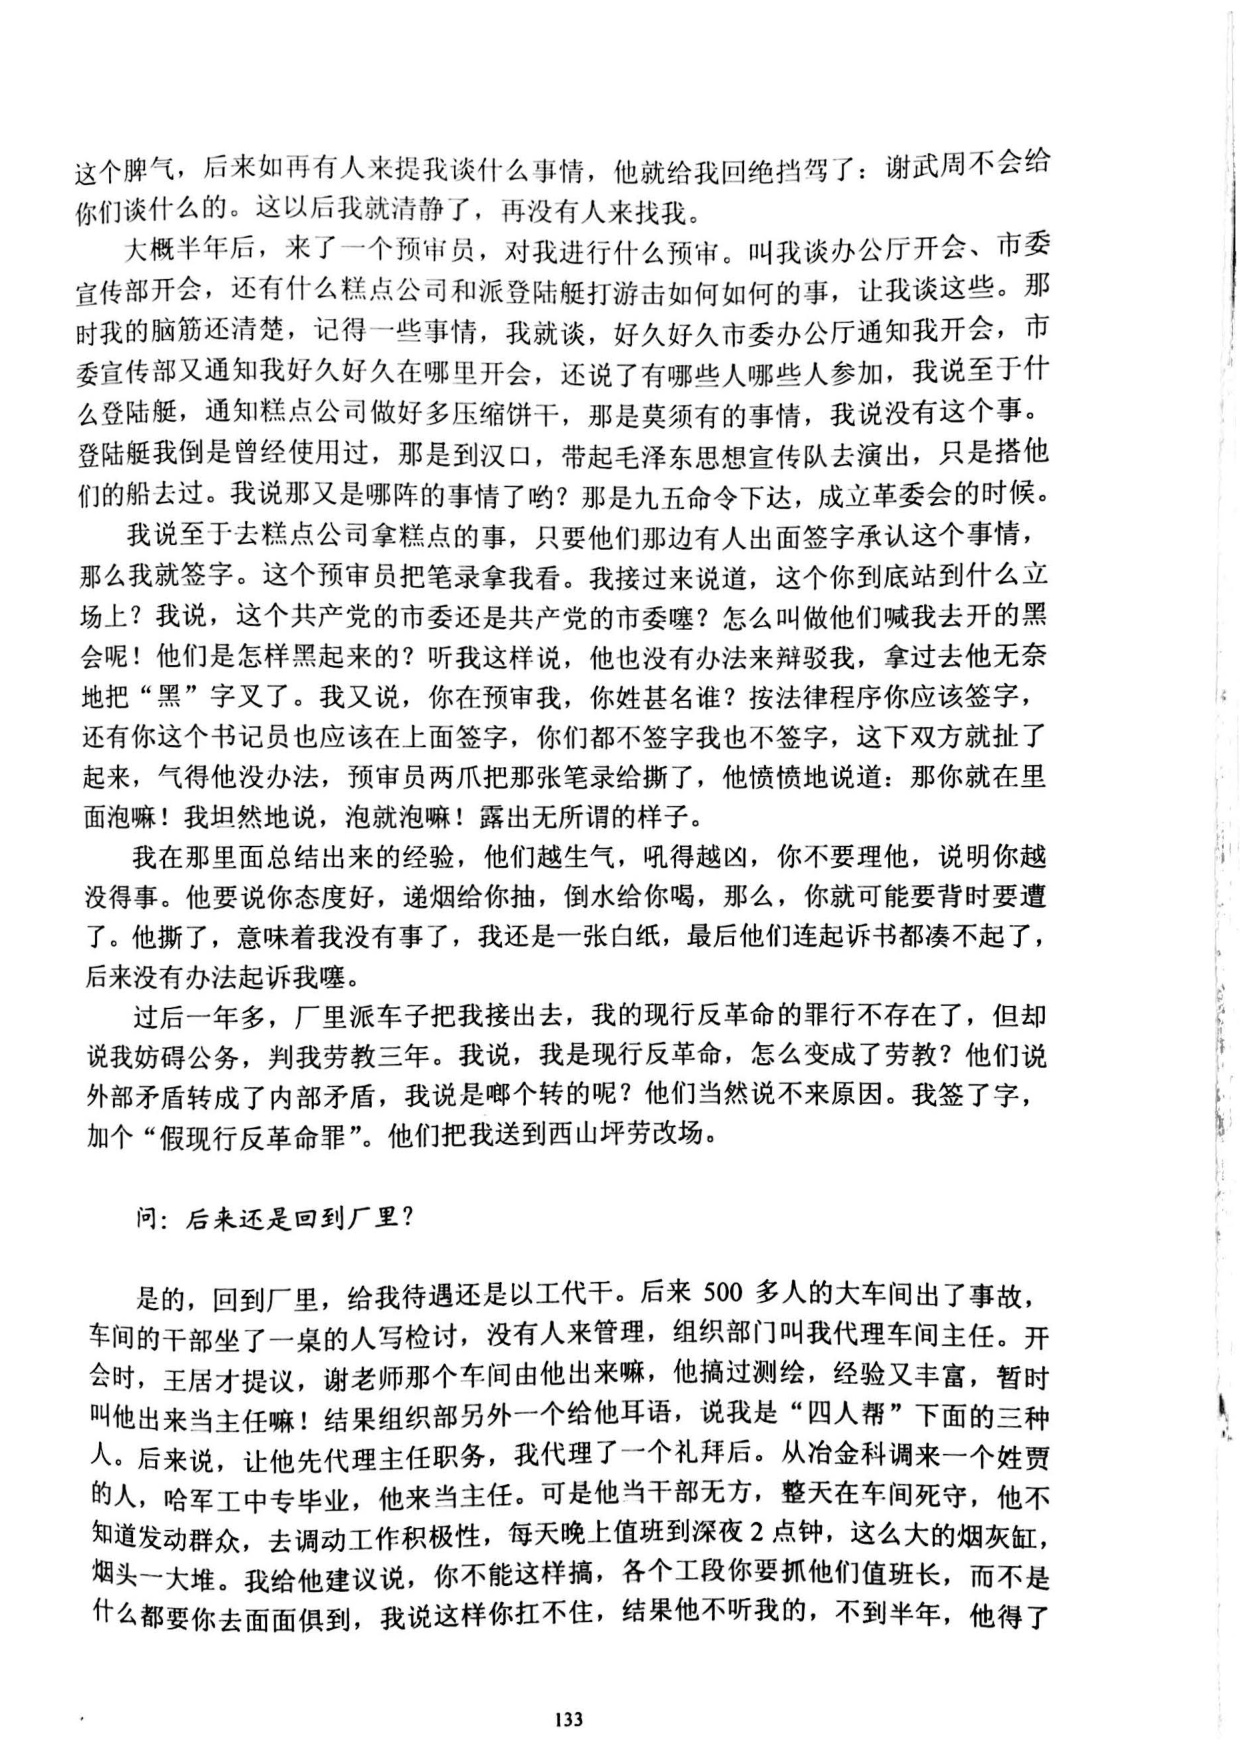 这个脾气，后来如再有人来提我谈什么事情，他就给我回绝挡驾了：谢武周不会给
你们谈什么的。这以后我就清静了，再没有人来找我。
大概半年后，来了一个预审员，对我进行什么预审。叫我谈办公厅开会、市委
宣传部开会，还有什么糕点公司和派登陆艇打游击如何如何的事，让我谈这些。那
时我的脑筋还清楚，记得一些事情，我就谈，好久好久市委办公厅通知我开会，市
委宣传部又通知我好久好久在哪里开会，还说了有哪些人哪些人参加，我说至于什
么登陆艇，通知糕点公司做好多压缩饼干，那是莫须有的事情，我说没有这个事。
登陆艇我倒是曾经使用过，那是到汉口，带起毛泽东思想宣传队去演出，只是搭他
们的船去过。我说那又是哪阵的事情了哟？那是九五命令下达，成立革委会的时候。
我说至于去糕点公司拿糕点的事，只要他们那边有人出面签字承认这个事情，
那么我就签字。这个预审员把笔录拿我看。我接过来说道，这个你到底站到什么立
场上？我说，这个共产党的市委还是共产党的市委噻？怎么叫做他们喊我去开的黑
会呢！他们是怎样黑起来的？听我这样说，他也没有办法来辩驳我，拿过去他无奈
地把“黑”字叉了。我又说，你在预审我，你姓甚名谁？按法律程序你应该签字，
还有你这个书记员也应该在上面签字，你们都不签字我也不签字，这下双方就扯了
起来，气得他没办法，预审员两爪把那张笔录给撕了，他愤愤地说道：那你就在里
面泡嘛！我坦然地说，泡就泡嘛！露出无所谓的样子。
我在那里面总结出来的经验，他们越生气，吼得越凶，你不要理他，说明你越
没得事。他要说你态度好，递烟给你抽，倒水给你喝，那么，你就可能要背时要遭
了。他撕了，意味着我没有事了，我还是一张白纸，最后他们连起诉书都凑不起了，
后来没有办法起诉我噻。
过后一年多，厂里派车子把我接出去，我的现行反革命的罪行不存在了，但却
说我妨碍公务，判我劳教三年。我说，我是现行反革命，怎么变成了劳教？他们说
外部矛盾转成了内部矛盾，我说是啷个转的呢？他们当然说不来原因。我签了字，
加个“假现行反革命罪”。他们把我送到西山坪劳改场。
问：后来还是回到厂里？
是的，回到厂里，给我待遇还是以工代干。后来 500 多人的大车间出了事故，
车间的干部坐了一桌的人写检讨，没有人来管理，组织部门叫我代理车间主任。开
会时，王居才提议，谢老师那个车间由他出来嘛，他搞过测绘，经验又丰富，暂时
叫他出来当主任嘛！结果组织部另外一个给他耳语，说我是“四人帮”下面的三种
人。后来说，让他先代理主任职务，我代理了一个礼拜后。从冶金科调来一个姓贾
的人，哈军工中专毕业，他来当主任。可是他当干部无方，整天在车间死守，他不
知道发动群众，去调动工作积极性，每天晚上值班到深夜 2 点钟，这么大的烟灰缸，
烟头一大堆。我给他建议说，你不能这样搞，各个工段你要抓他们值班长，而不是
什么都要你去面面俱到，我说这样你扛不住，结果他不听我的，不到半年，他得了
133